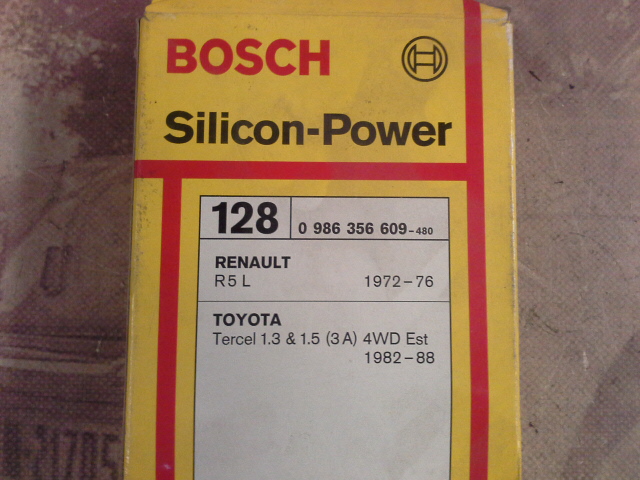 BOSCH
Silicon-Power
128
0 986 356 609-480
RENAULT
R5 L 1972-76
TOYOTA
Tercel 1.3 & 1.5 (3A) 4WD Est
1982-88